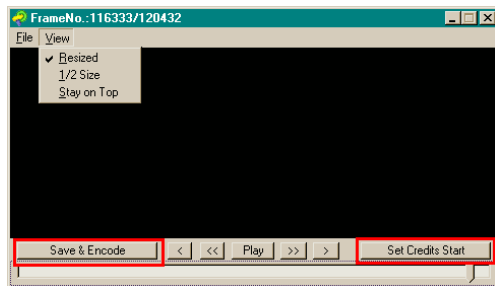 FrameNo.:116333/120432
File View
Resized
1/2 Size
Stay on Top
Save & Encode < << Play >> > Set Credits Start